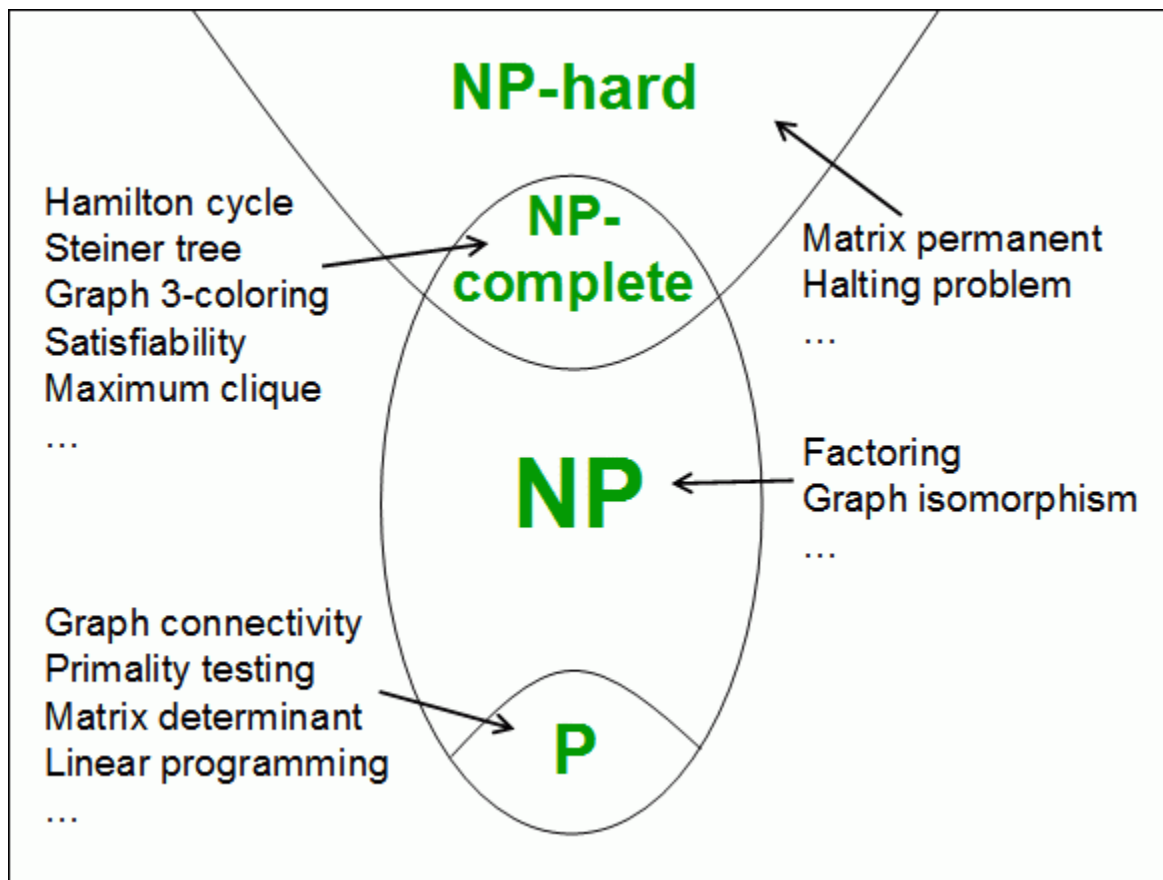 NP-hard
Hamilton cycle
Steiner tree
Graph 3-coloring
Satisfiability
Maximum clique
…
NP-
complete
Matrix permanent
Halting problem
…
NP
Factoring
Graph isomorphism
…
Graph connectivity
Primality testing
Matrix determinant
Linear programming
…
P